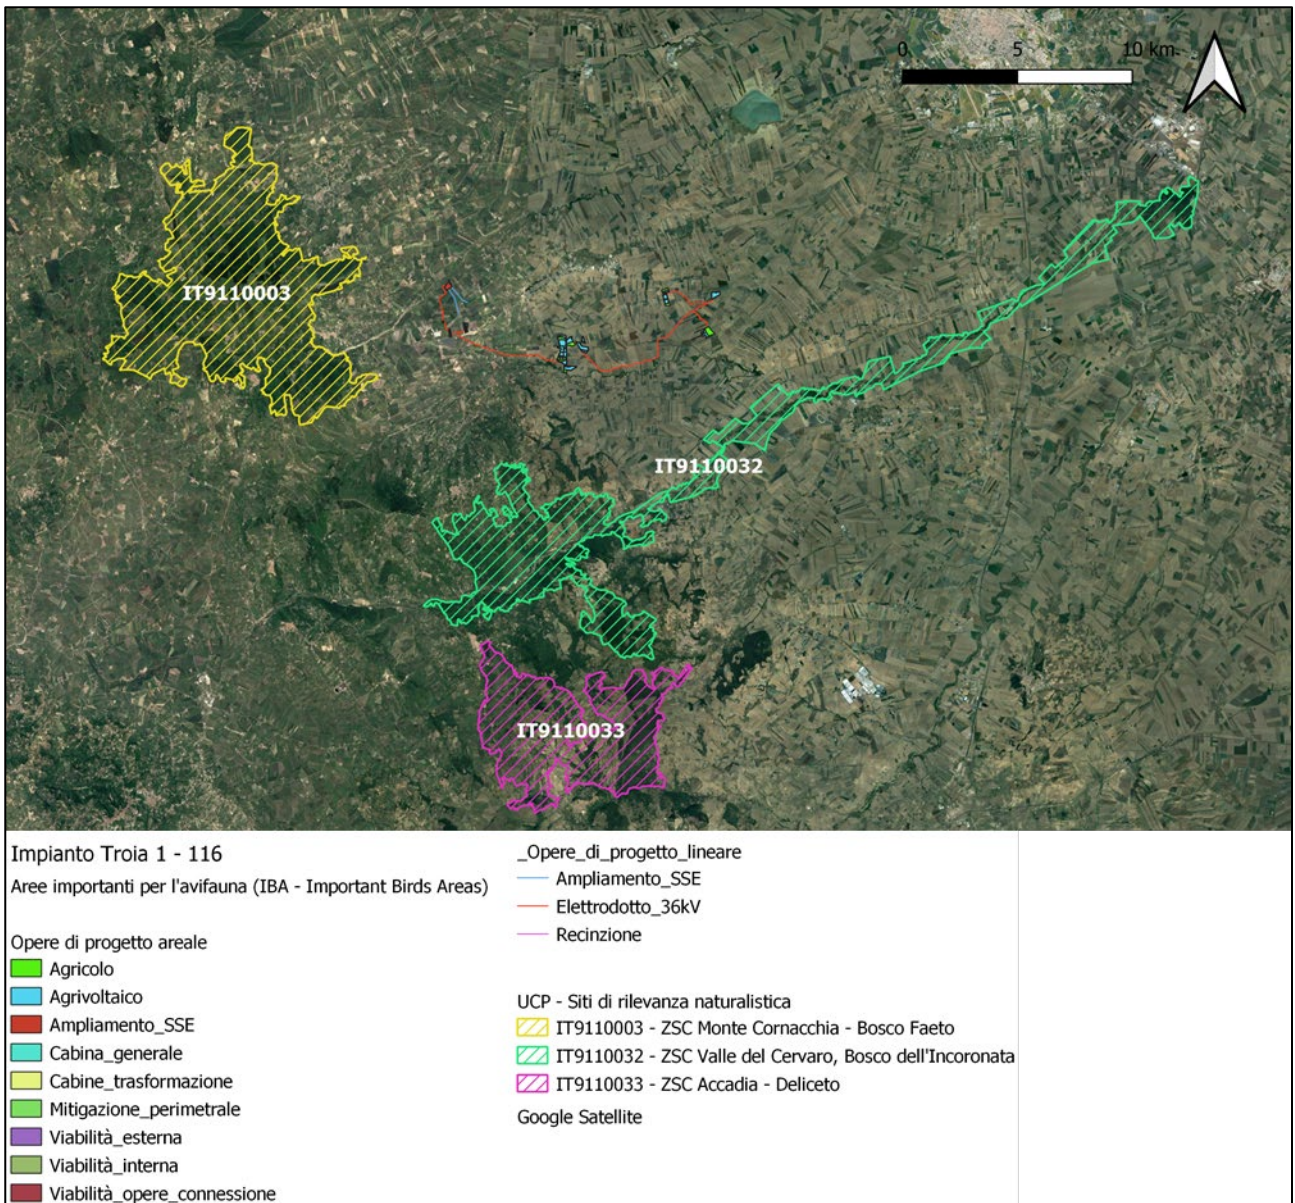 0 5 10 km
IT9110003
IT9110032
IT9110033
Impianto Troia 1 - 116
Aree importanti per l'avifauna (IBA - Important Birds Areas)
Opere di progetto areale
Agricolo
Agrivoltaico
Ampliamento_SSE
Cabina_generale
Cabine_trasformazione
Mitigazione_perimetrale
Viabilità_esterna
Viabilità_interna
Viabilità_opere_connessione
_Opere_di_progetto_lineare
Ampliamento_SSE
Elettrodotto_36kV
Recinzione
UCP - Siti di rilevanza naturalistica
IT9110003 - ZSC Monte Cornacchia - Bosco Faeto
IT9110032 - ZSC Valle del Cervaro, Bosco dell'Incoronata
IT9110033 - ZSC Accadia - Deliceto
Google Satellite